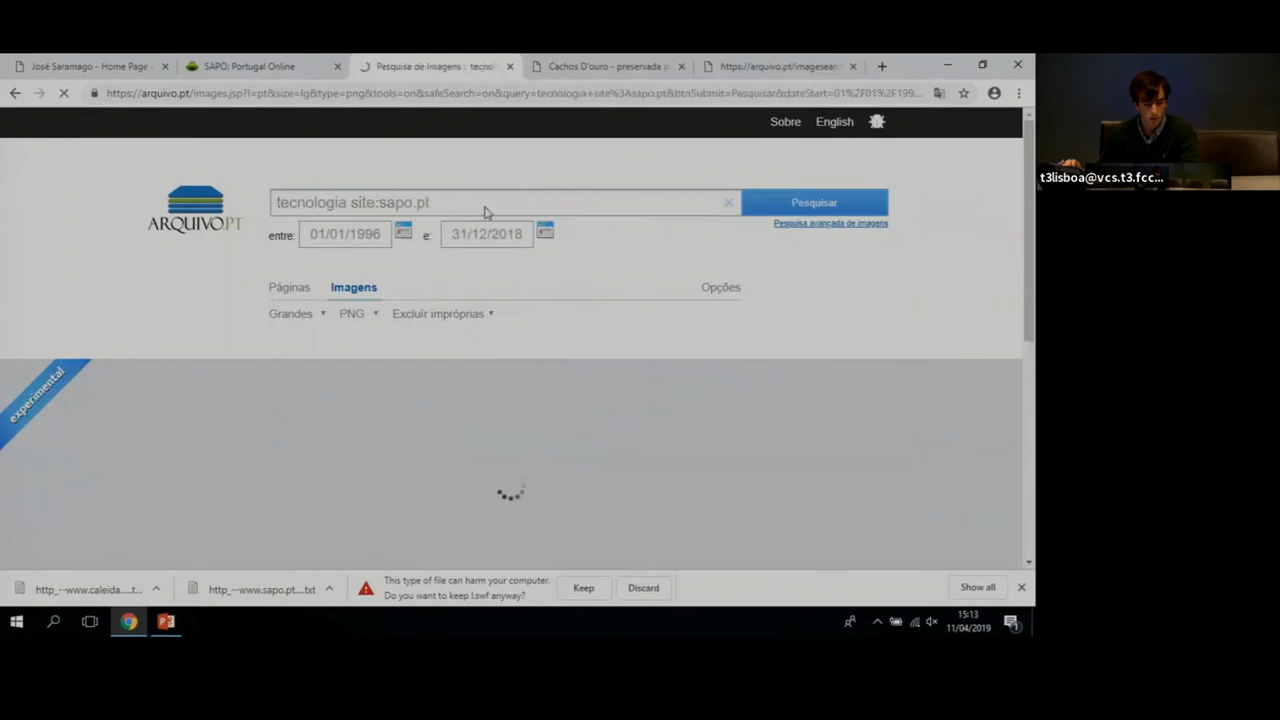 José Saramago - Home Page
SAPO: Portugal Online
Pesquisa de Imagens : tecnol
Cachos D'ouro - preservada p
https://arquivo.pt/imagesear
https://arquivo.pt/images.jsp?l=pt&size=lg&type=png&tools=on&safeSearch=on&query=tecnologia+site%3Asapo.pt&btnSubmit=Pesquisar&dateStart=01%2F01%2F199...
Sobre
English
ARQUIVO.PT
tecnologia site:sapo.pt
Pesquisar
Pesquisa avançada de imagens
entre:
01/01/1996
e:
31/12/2018
Páginas
Imagens
Opções
Grandes
PNG
Excluír impróprias
experimental
http_--www.caleida.....t...
http_--www.sapo.pt....txt
This type of file can harm your computer.
Do you want to keep l.swf anyway?
Keep
Discard
Show all
15:13
11/04/2019
1
t3lisboa@vcs.t3.fcc...